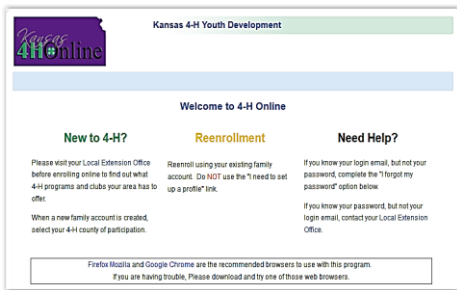 Kansas
4HOnline
Kansas 4-H Youth Development
Welcome to 4-H Online
New to 4-H?
Please visit your Local Extension Office
before enrolling online to find out what
4-H programs and clubs your area has to
offer.
When a new family account is created,
select your 4-H county of participation.
Reenrollment
Reenroll using your existing family
account. Do NOT use the "I need to set
up a profile" link.
Need Help?
If you know your login email, but not your
password, complete the "I forgot my
password" option below.
If you know your password, but not your
login email, contact your Local Extension
Office.
Firefox Mozilla and Google Chrome are the recommended browsers to use with this program.
If you are having trouble, Please download and try one of those web browsers.